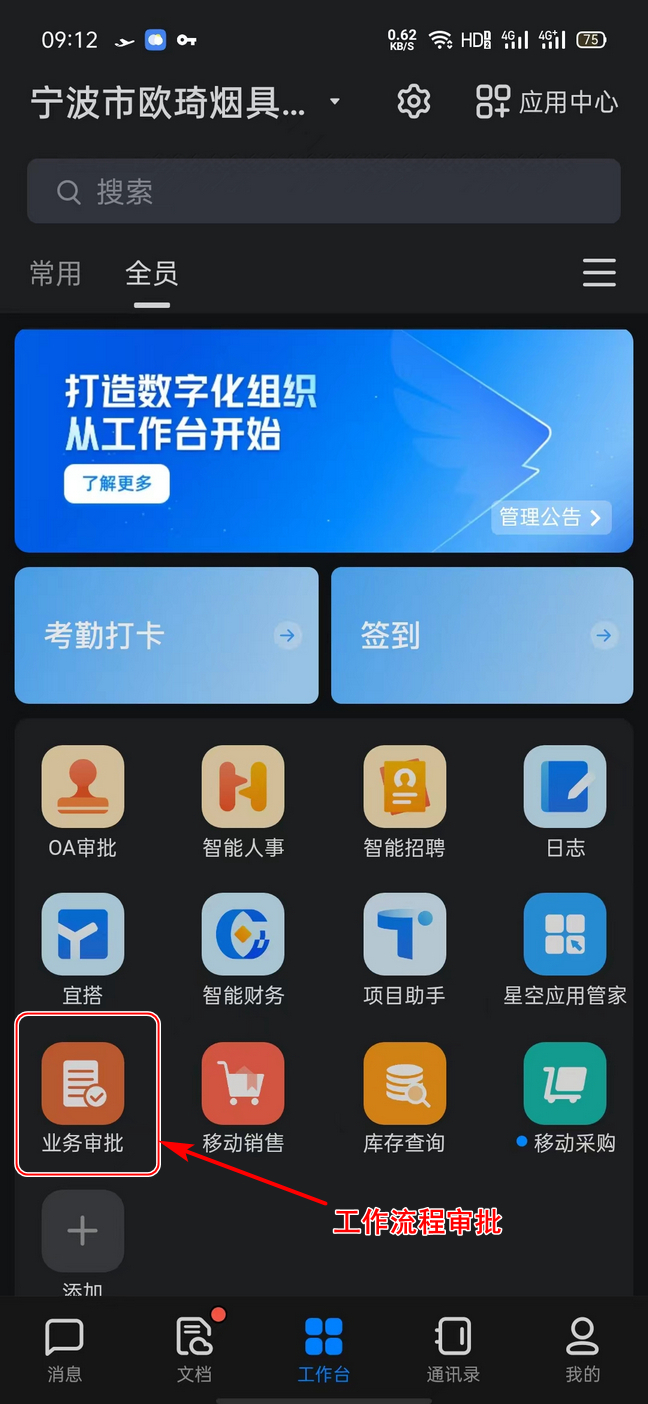 09:12
0.62
KB/S
HD
1
2
4G
4G+
75
宁波市欧琦烟具...
应用中心
搜索
常用
全员
打造数字化组织
从工作台开始
了解更多
管理公告
考勤打卡
签到
OA审批
智能人事
智能招聘
日志
宜搭
智能财务
项目助手
星空应用管家
业务审批
移动销售
库存查询
移动采购
工作流程审批
添加
消息
文档
工作台
通讯录
我的